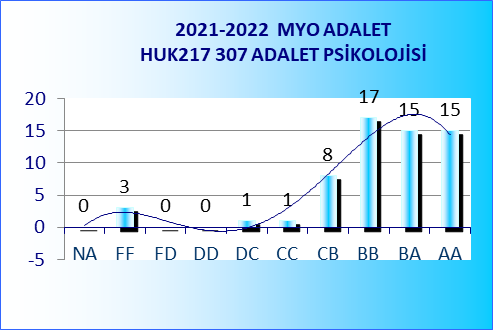 2021-2022 MYO ADALET
HUK217 307 ADALET PSİKOLOJİSİ
20
15
10
5
0
-5
0 3 0 0 1 1 8 17 15 15
NA FF FD DD DC CC CB BB BA AA